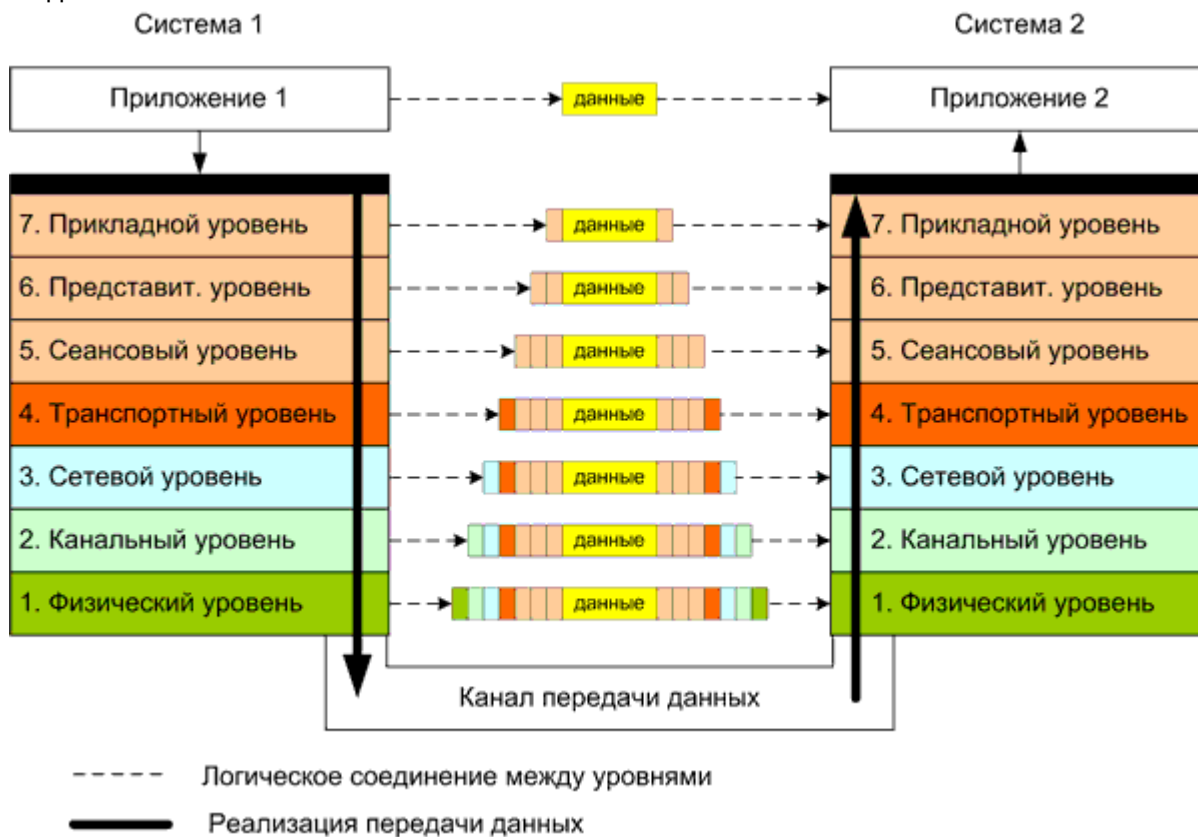 Система 1
Система 2
Приложение 1
данные
Приложение 2
7. Прикладной уровень
данные
7. Прикладной уровень
6. Представит. уровень
данные
6. Представит. уровень
5. Сеансовый уровень
данные
5. Сеансовый уровень
4. Транспортный уровень
данные
4. Транспортный уровень
3. Сетевой уровень
данные
3. Сетевой уровень
2. Канальный уровень
данные
2. Канальный уровень
1. Физический уровень
данные
1. Физический уровень
Канал передачи данных
Логическое соединение между уровнями
Реализация передачи данных